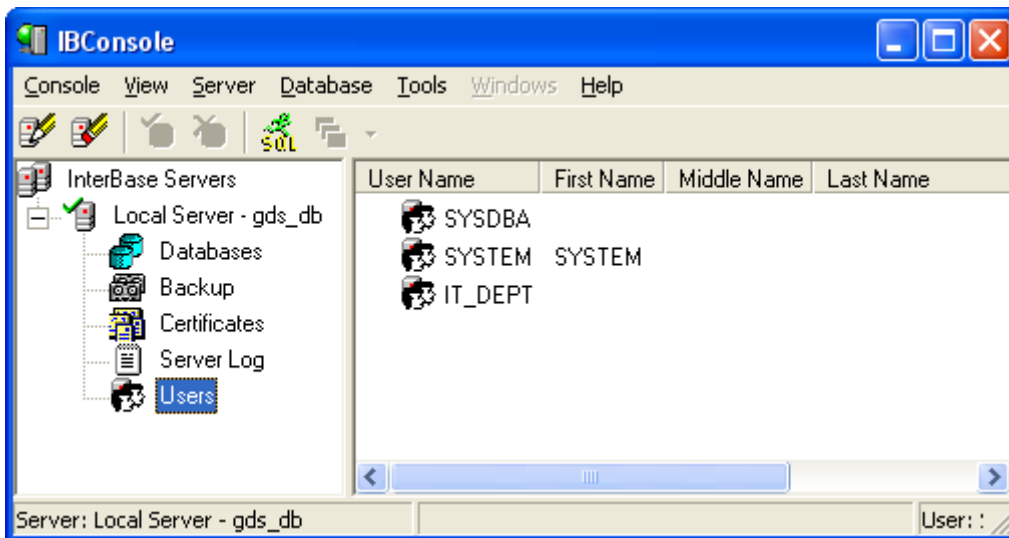 IBConsole
Console View Server Database Tools Windows Help
SQL
InterBase Servers
Local Server - gds_db
Databases
Backup
Certificates
Server Log
Users
User Name First Name Middle Name Last Name
SYSDBA
SYSTEM SYSTEM
IT_DEPT
Server: Local Server - gds_db
User: